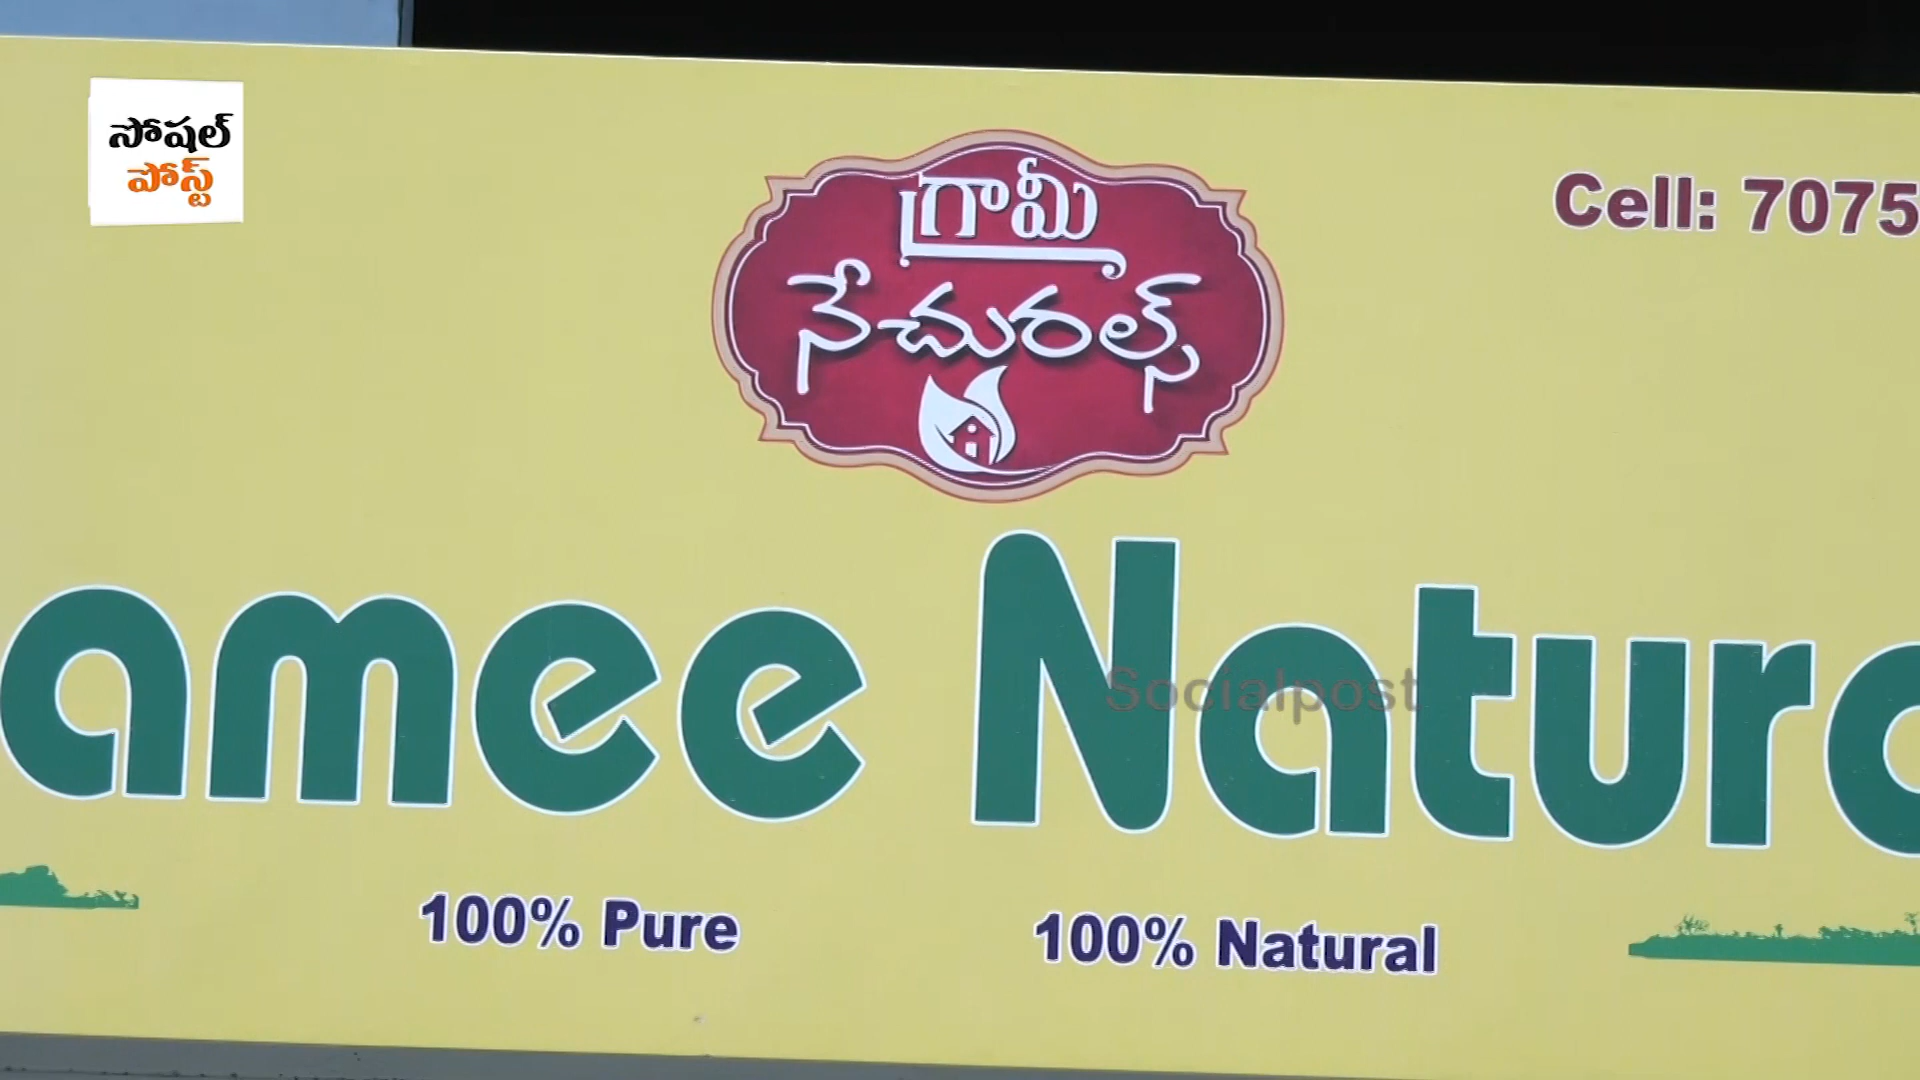 సోషల్
పోస్ట్
గ్రామీ
నేచురల్స్
Cell: 7075
amee Natura
Socialpost
100% Pure 100% Natural